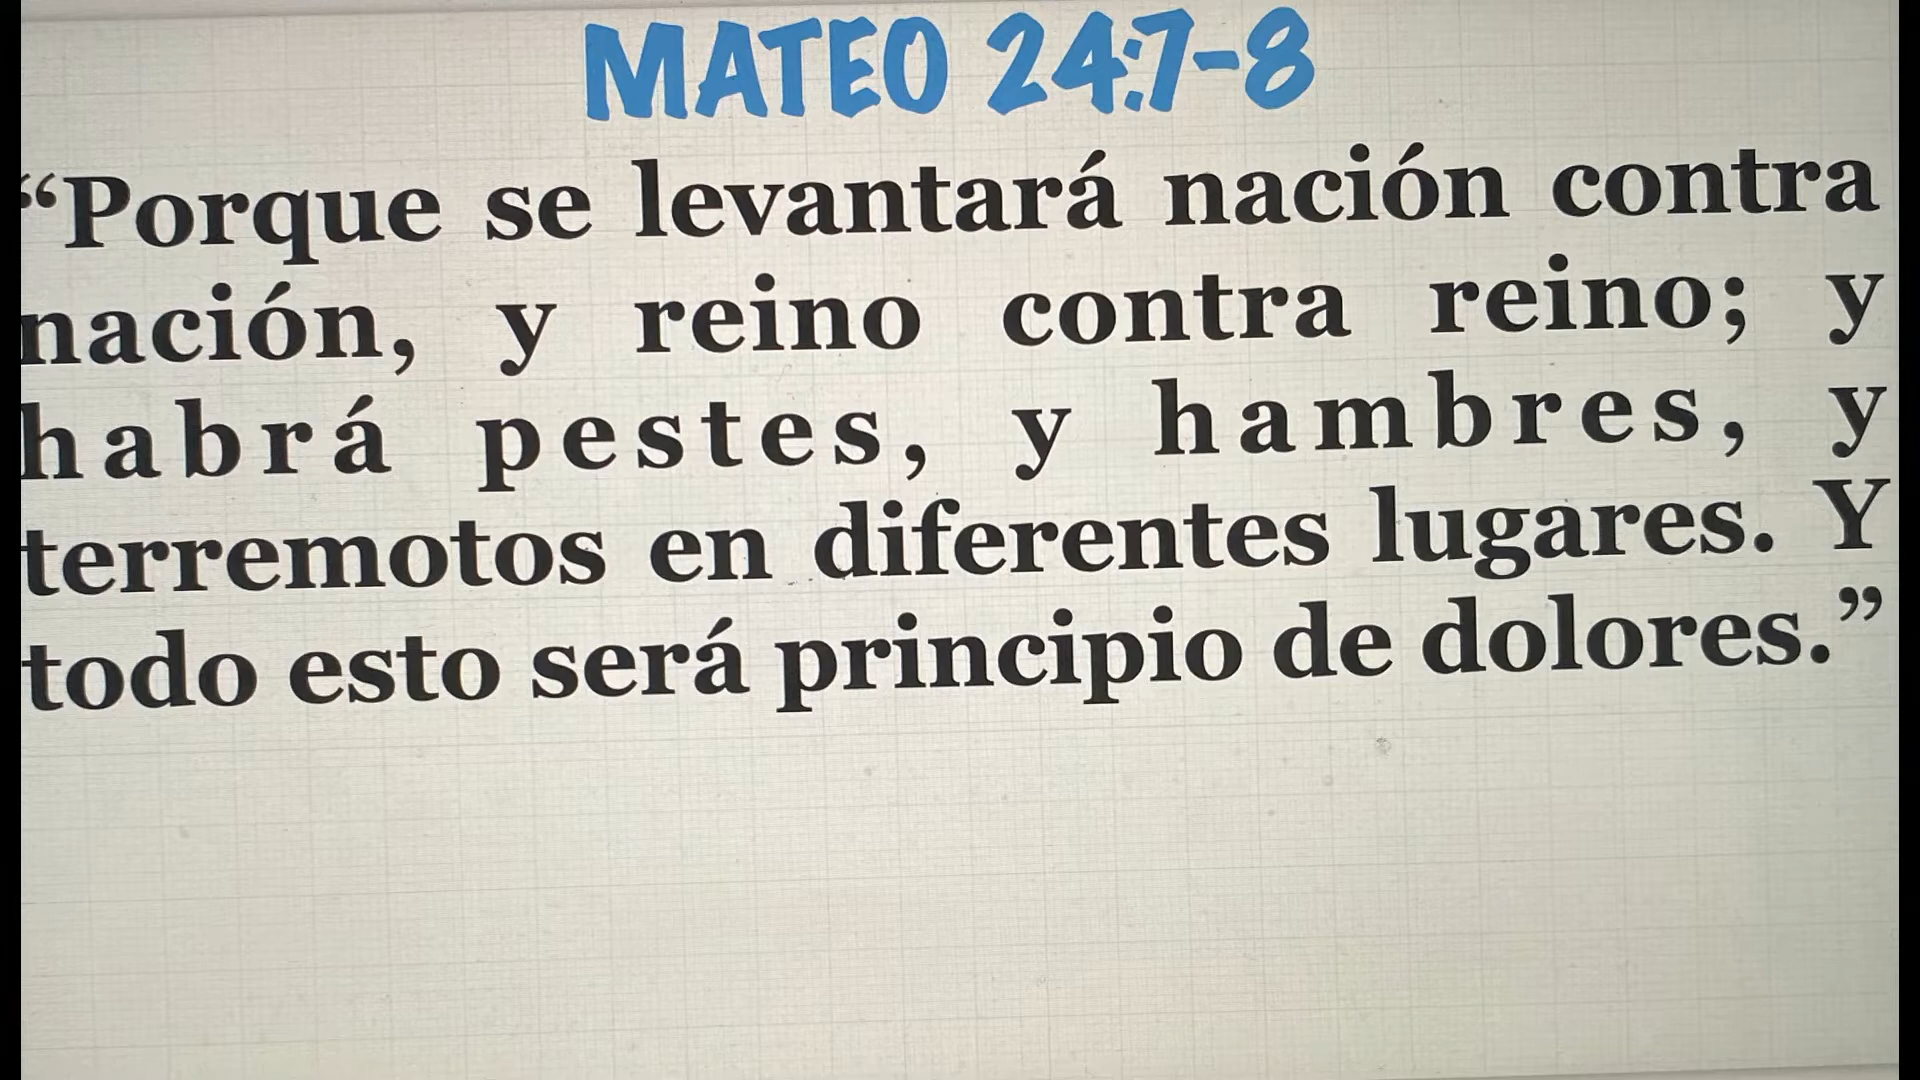 MATEO 24:7-8
“Porque se levantará nación contra
nación, y reino contra reino; y
habrá pestes, y hambres, y
terremotos en diferentes lugares. Y
todo esto será principio de dolores.”